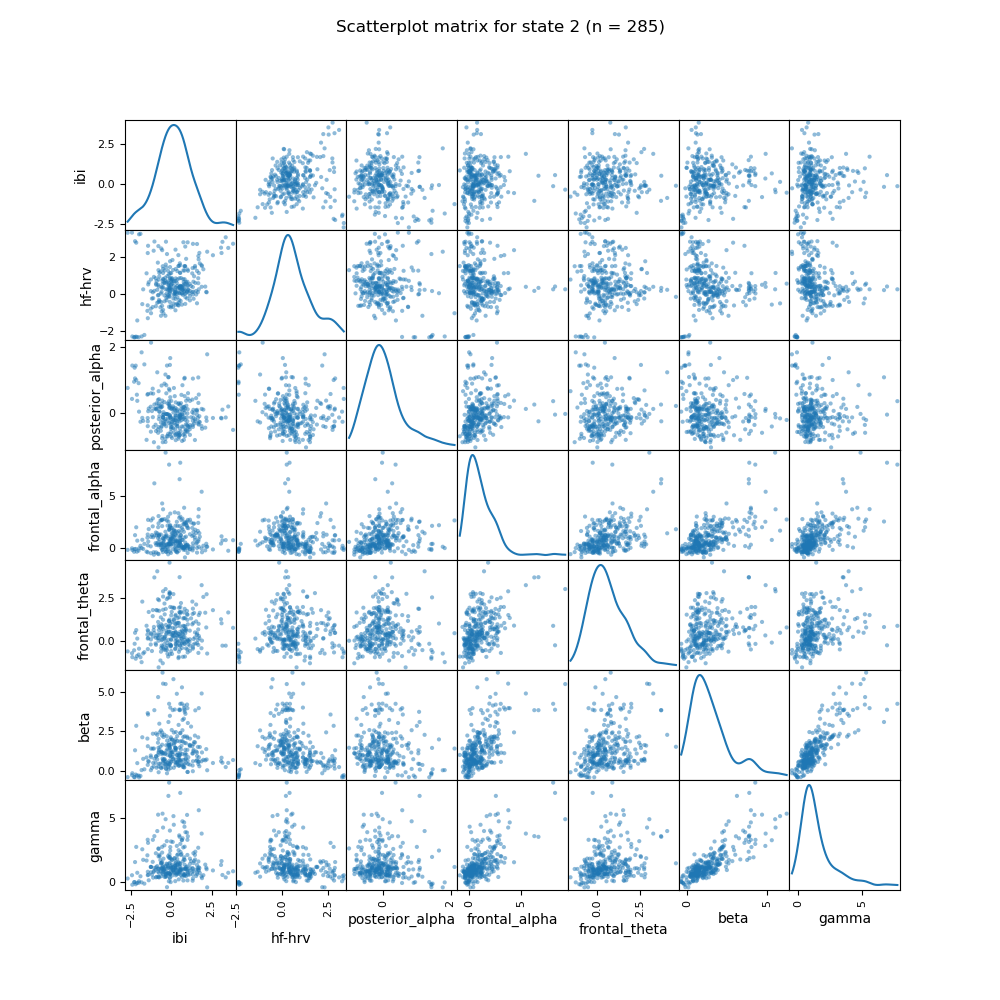 Scatterplot matrix for state 2 (n = 285)
ibi
2.5
0.0
−2.5
hf-hrv
2
0
−2
posterior_alpha
2
0
frontal_alpha
5
0
frontal_theta
2.5
0.0
beta
5.0
2.5
0.0
gamma
5
0
−2.5 0.0 2.5 −2.5 0.0 2.5 0 2 0 5 0.0 2.5 0 5 0 5
ibi hf-hrv posterior_alpha frontal_alpha frontal_theta beta gamma